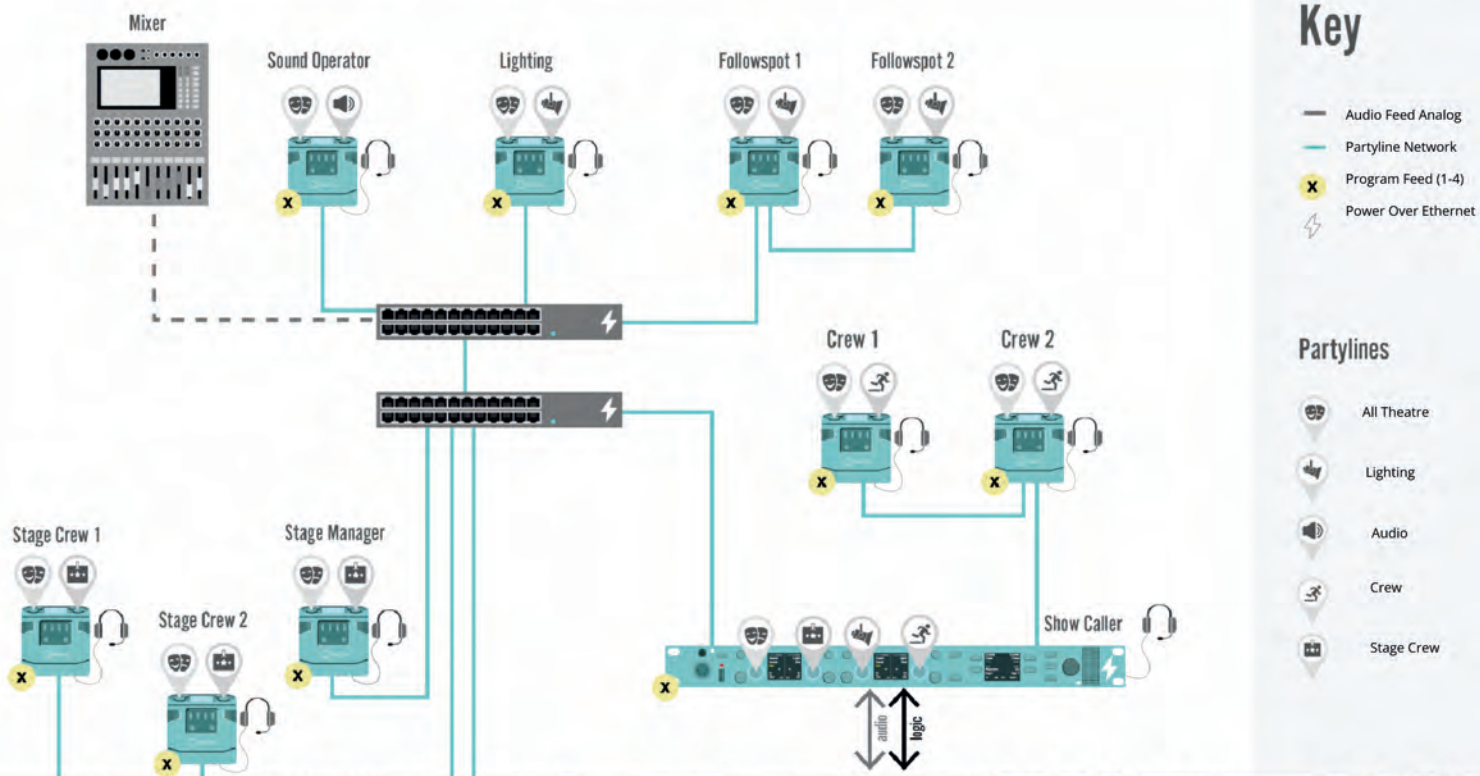 Mixer
Sound Operator
Lighting
Followspot 1
Followspot 2
X
X
X
X
Crew 1
Crew 2
X
X
Stage Crew 1
Stage Manager
Stage Crew 2
Show Caller
X
X
X
X
audio
logic
Key
Audio Feed Analog
Partyline Network
X
Program Feed (1-4)
Power Over Ethernet
Partylines
All Theatre
Lighting
Audio
Crew
Stage Crew